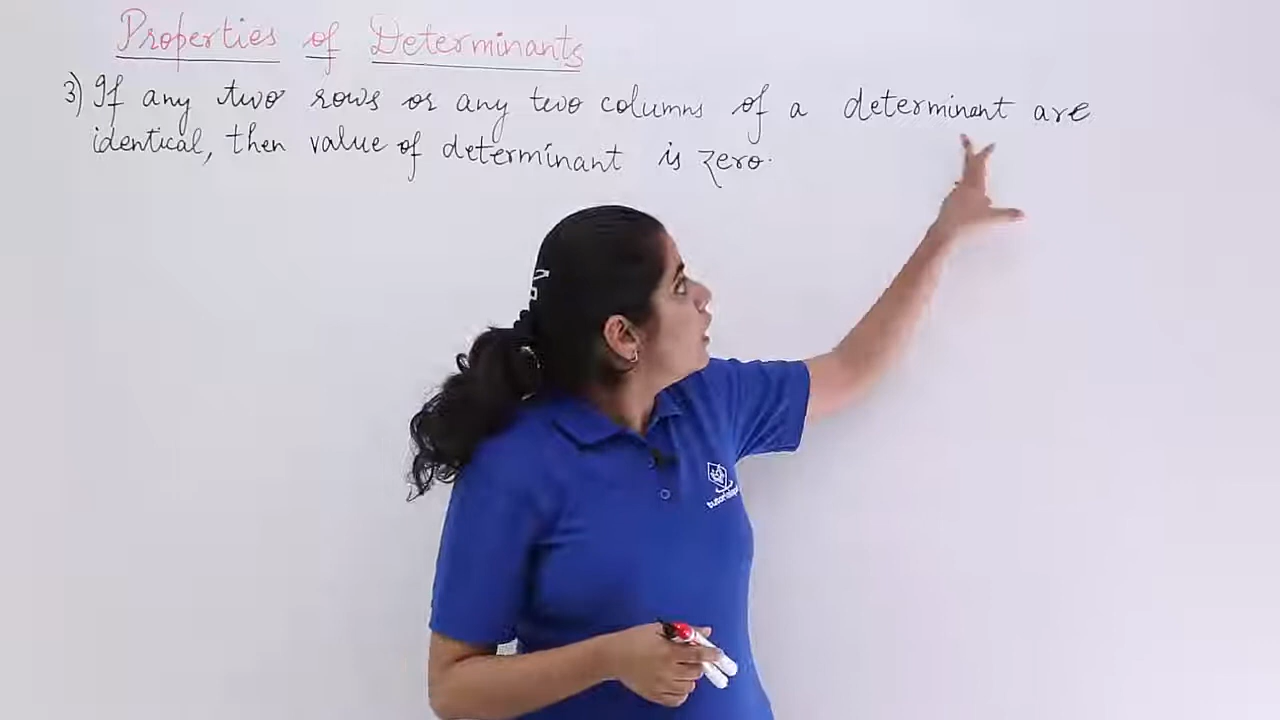 Properties of Determinants
3) If any two rows or any two columns of a determinant are
identical, then value of determinant is zero.